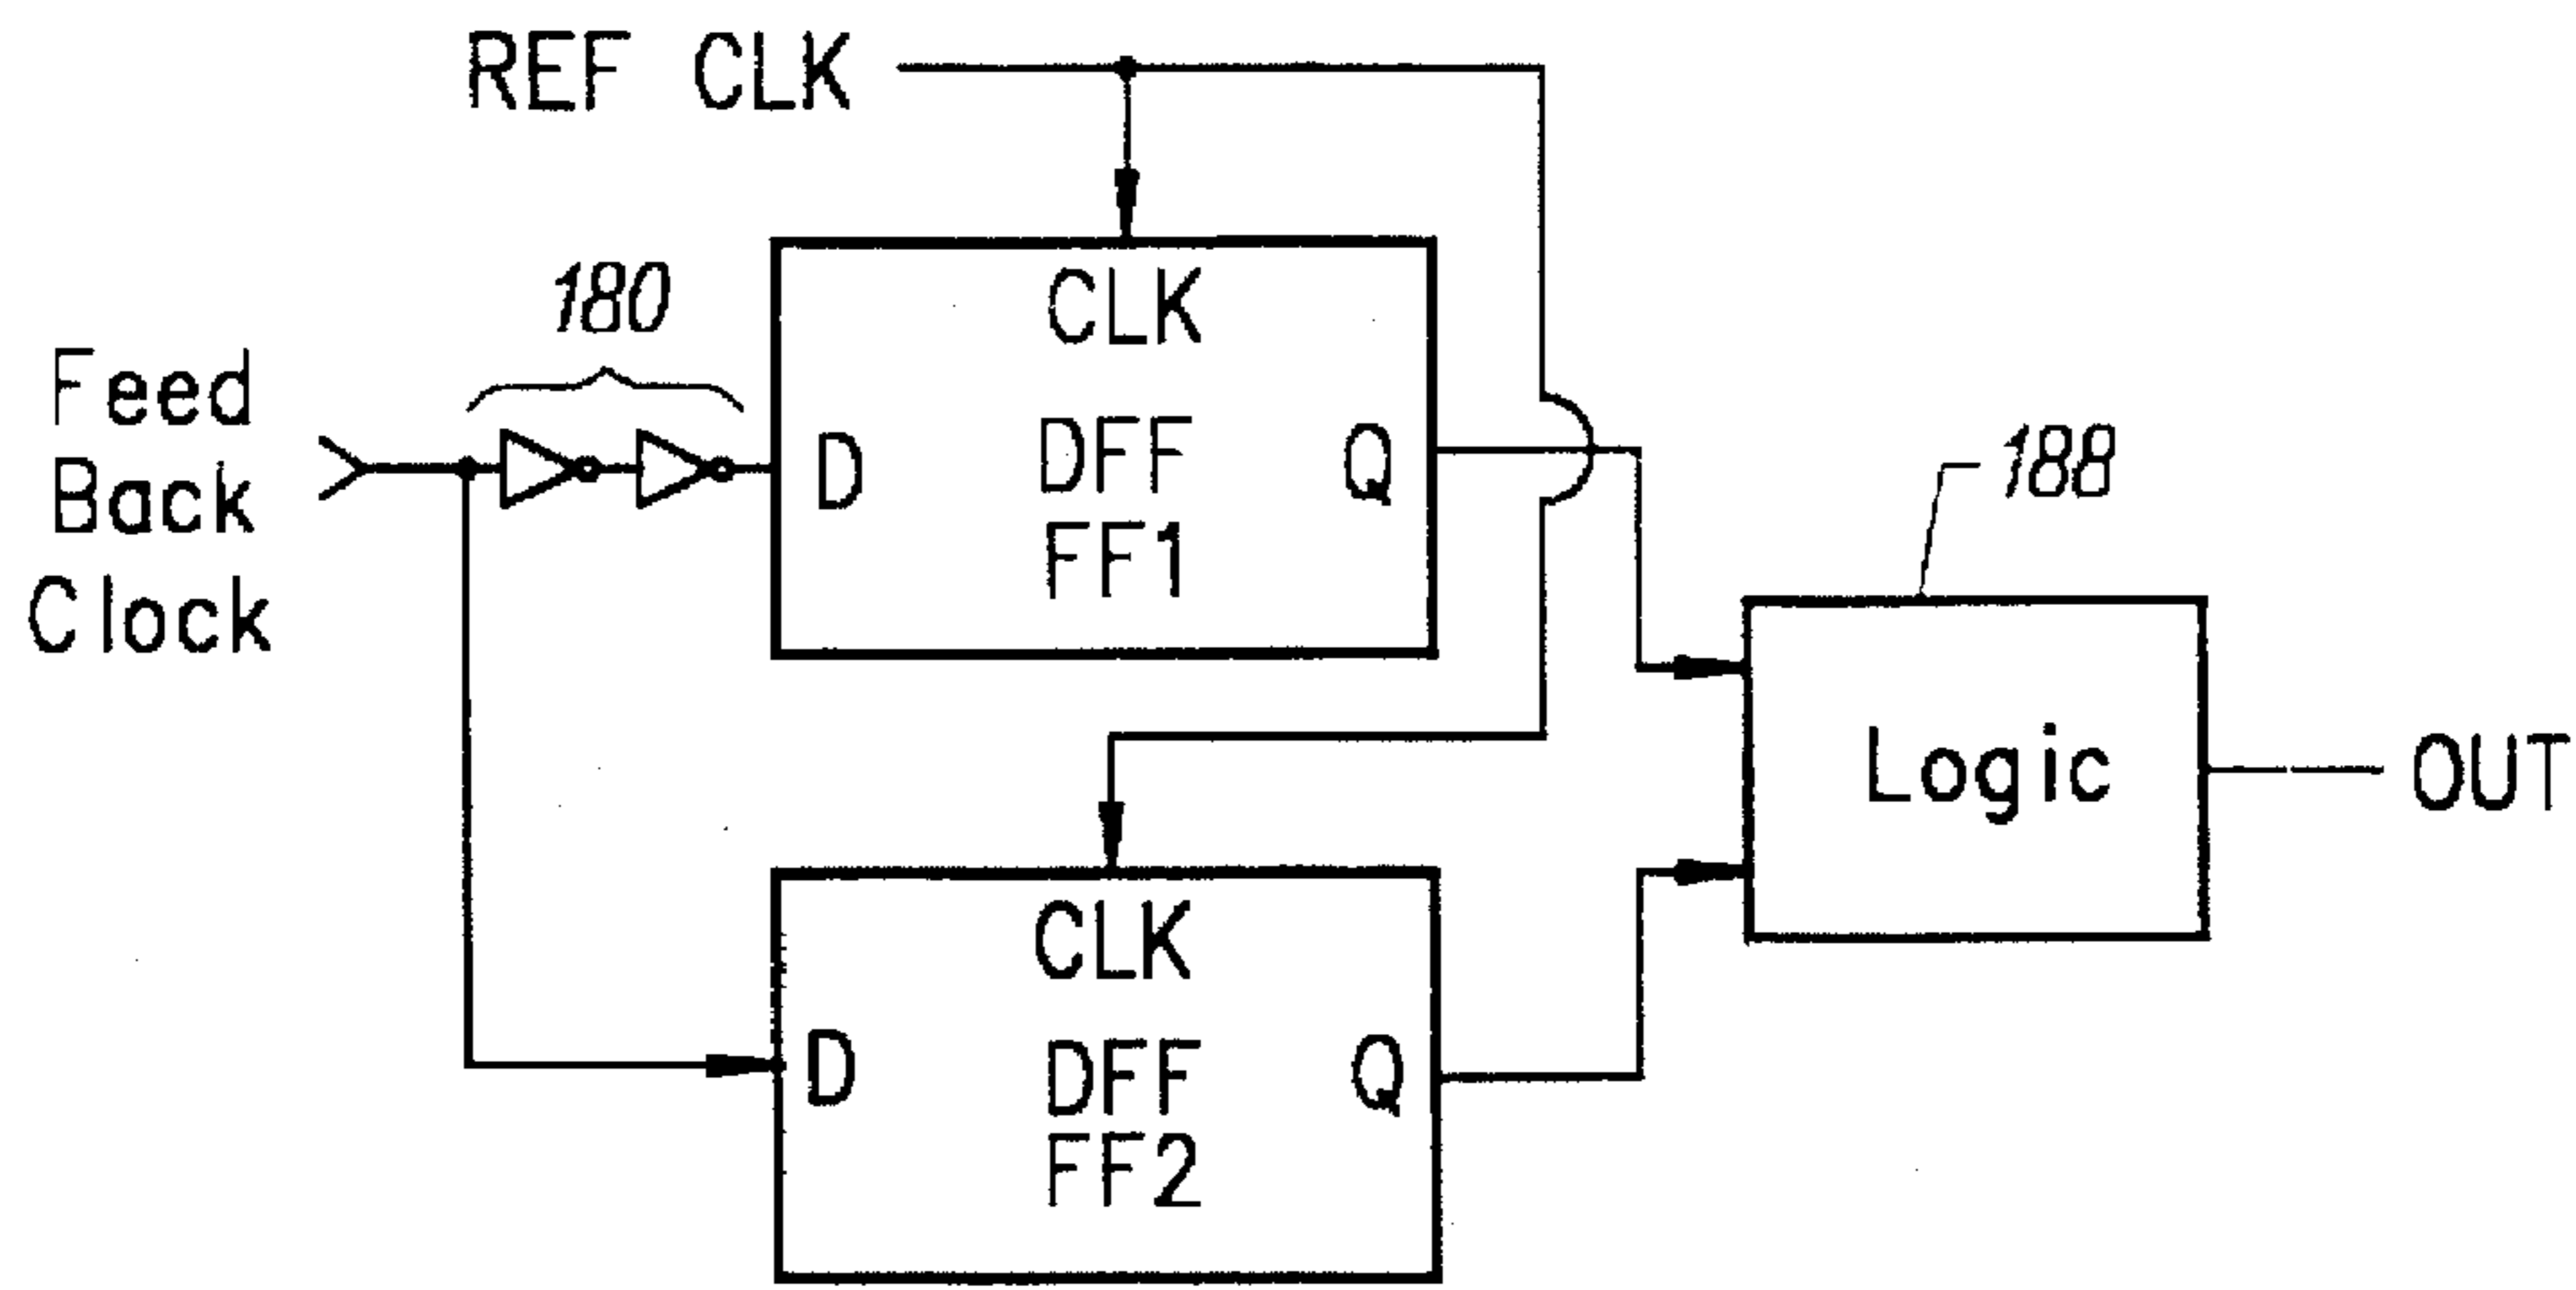 REF CLK
180
Feed
Back
Clock
CLK
D
DFF
Q
FF1
188
Logic
OUT
CLK
D
DFF
Q
FF2